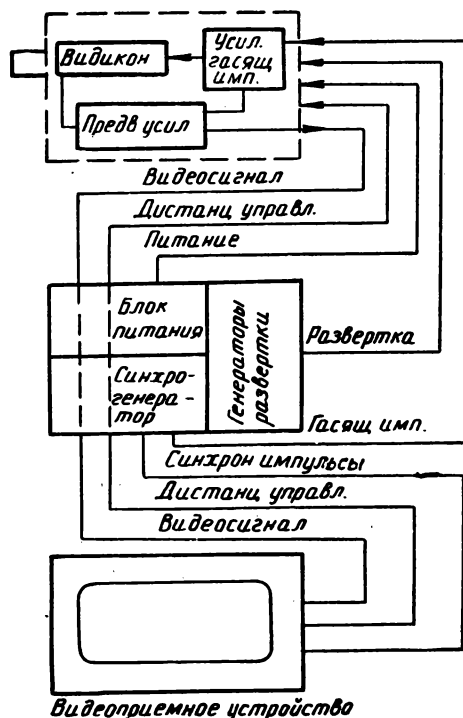 Видикон
Усил.
гасящ
имп.
Предв усил
Видеосигнал
Дистанц управл.
Питание
Блок
питания
Генераторы
развертки
Развертка
Синхро-
генера-
тор
Гасящ имп.
Синхрон импульсы
Дистанц управл.
Видеосигнал
Видеоприемное устройство